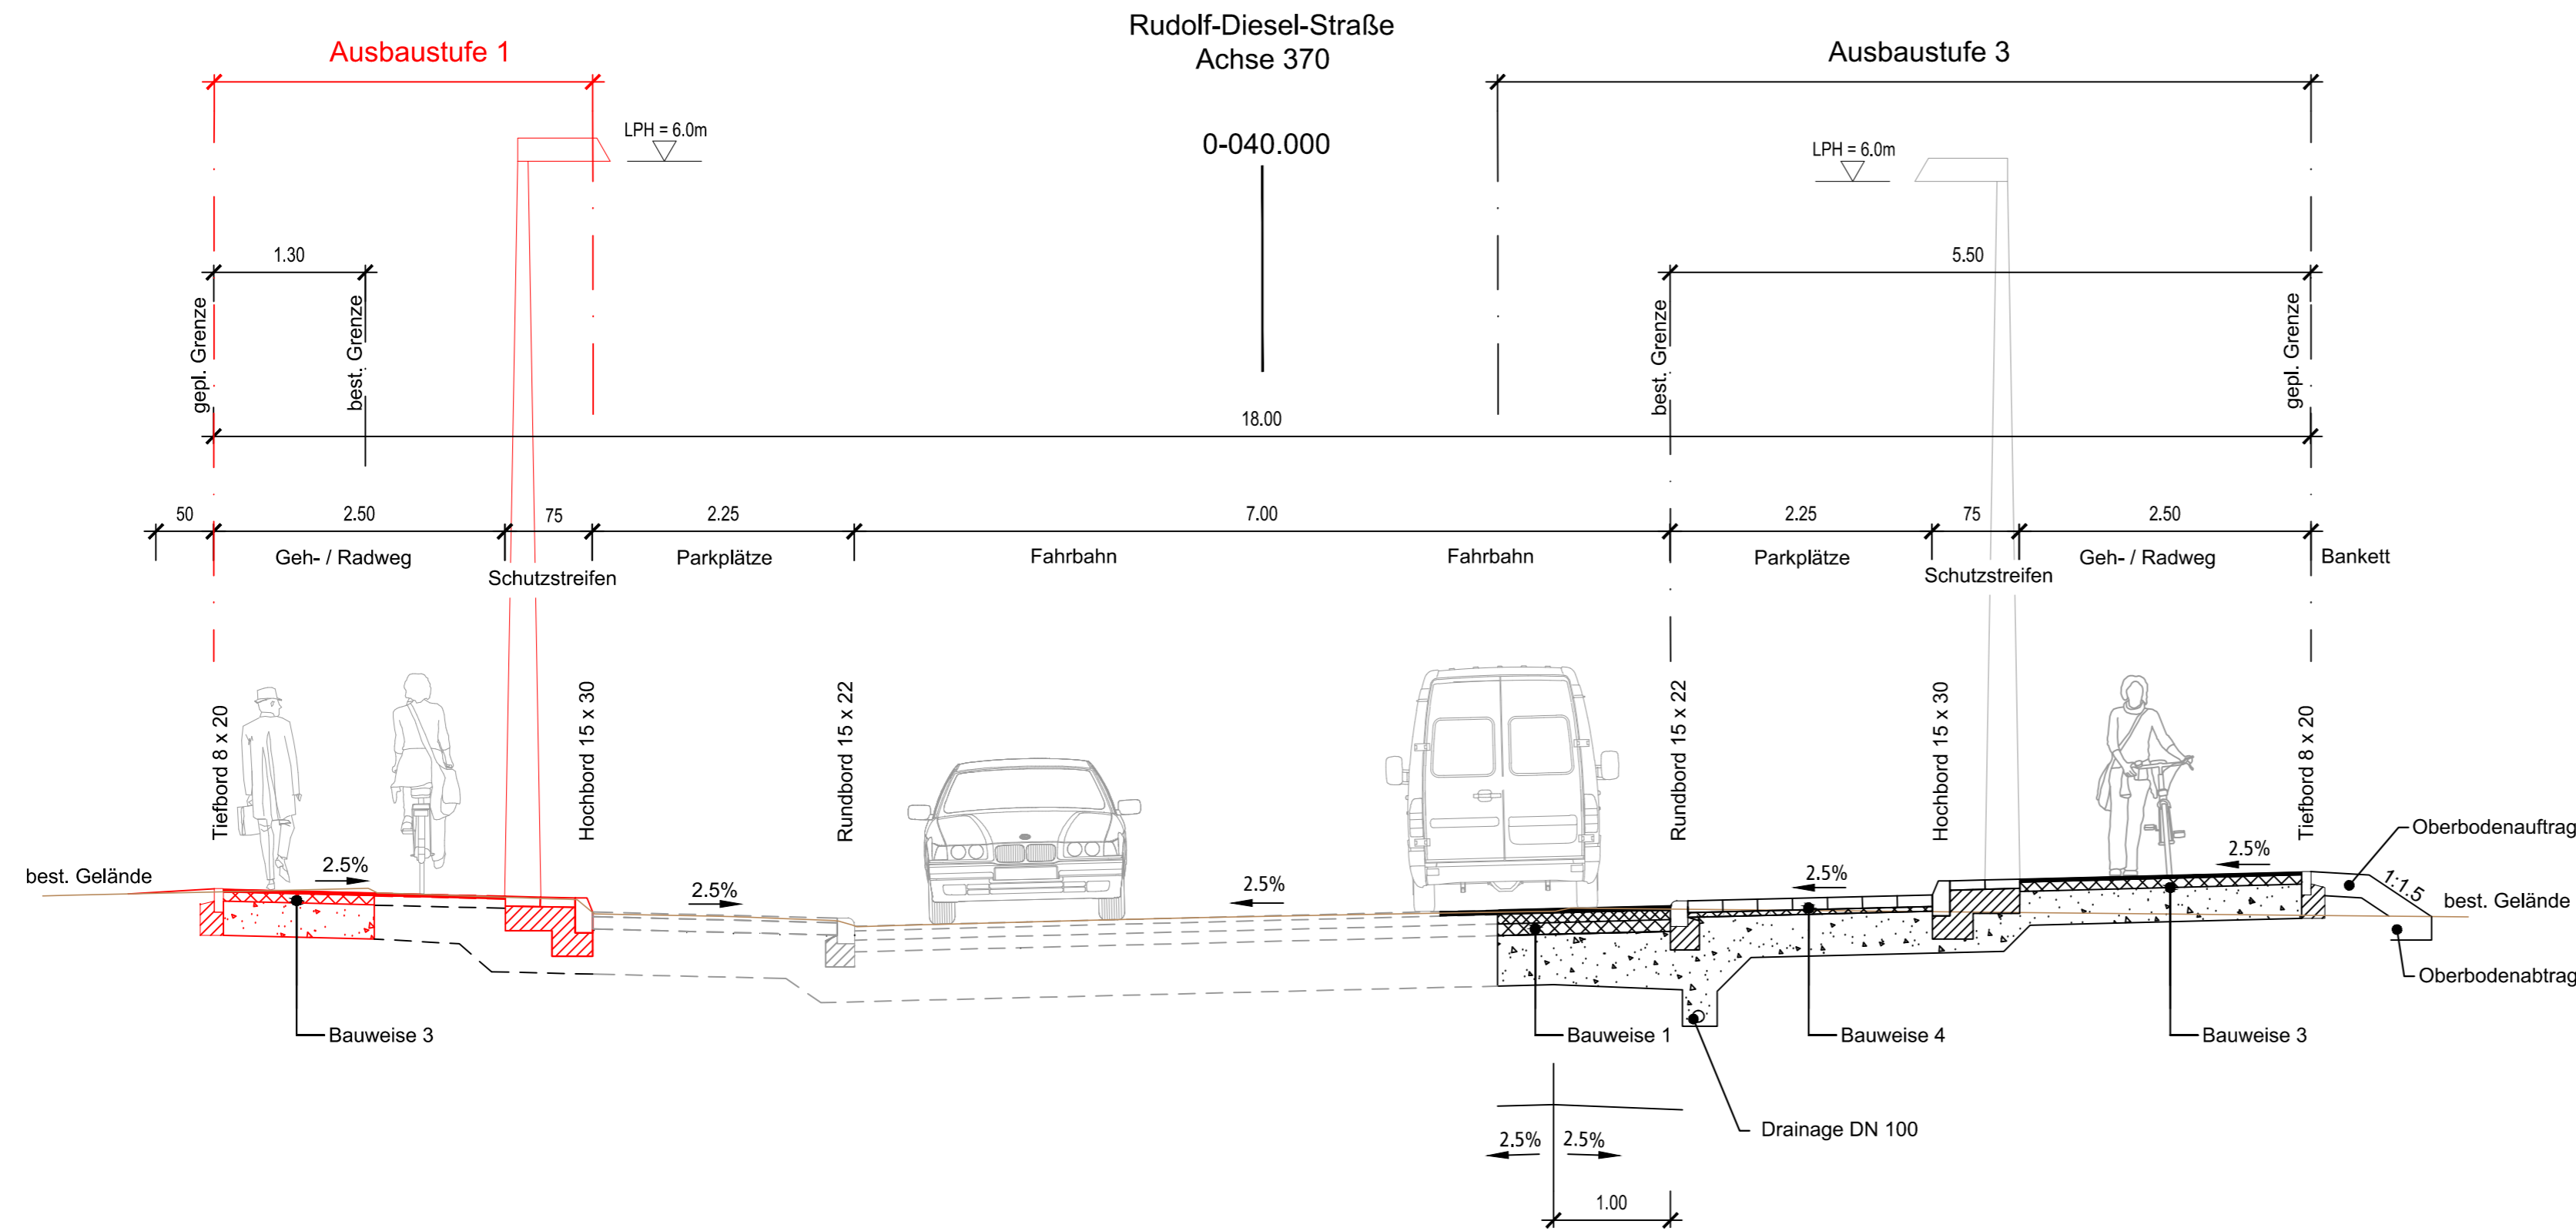 Rudolf-Diesel-Straße
Achse 370
Ausbaustufe 1
Ausbaustufe 3
LPH = 6.0m
0-040.000
LPH = 6.0m
1.30
5.50
gepl. Grenze
best. Grenze
best. Grenze
gepl. Grenze
18.00
50
2.50
75
2.25
7.00
2.25
75
2.50
Geh- / Radweg
Schutzstreifen
Parkplätze
Fahrbahn
Fahrbahn
Parkplätze
Schutzstreifen
Geh- / Radweg
Bankett
Tiefbord 8 x 20
Hochbord 15 x 30
Rundbord 15 x 22
Rundbord 15 x 22
Hochbord 15 x 30
Tiefbord 8 x 20
Oberbodenauftrag
best. Gelände
2.5%
2.5%
2.5%
2.5%
2.5%
1:1.5
best. Gelände
Oberbodenabtrag
Bauweise 3
Bauweise 1
Bauweise 4
Bauweise 3
Drainage DN 100
2.5%
2.5%
1.00